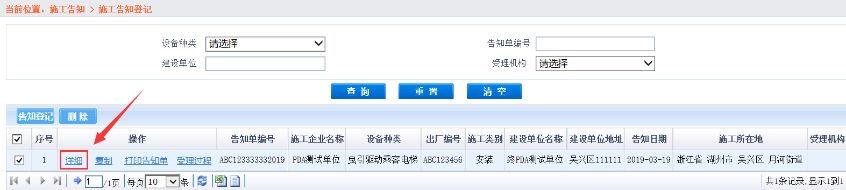 当前位置: 施工告知 > 施工告知登记
设备种类 请选择 告知单编号
建设单位 受理机构 请选择
查 询 重 置 清 空
告知登记 删 除
序号 操作 告知单编号 施工企业名称 设备种类 出厂编号 施工类别 建设单位名称 建设单位地址 告知日期 施工所在地 受理机构
1 详细 复制 打印告知单 受理过程 ABC123333332019 PDA测试单位 曳引驱动乘客电梯 ABC123456 安装 终PDA测试单位 吴兴区111111 2019-03-19 浙江省 湖州市 吴兴区 月河街道
1 /1页 每页 10 条 共1条记录,显示1到1